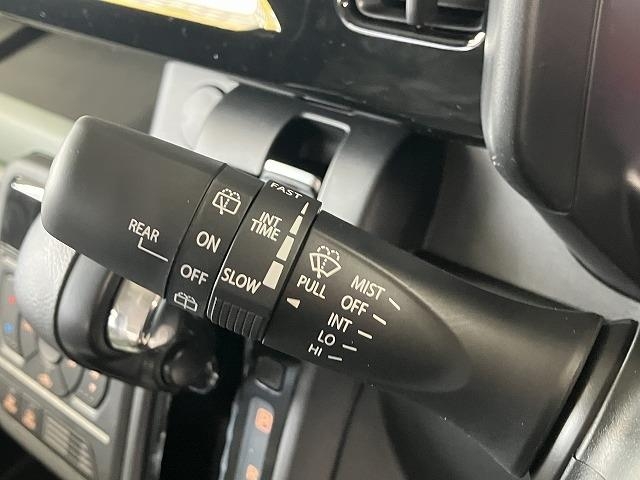 REAR
ON
OFF
FAST
INT
TIME
SLOW
PULL
MIST
OFF
INT
LO
HI